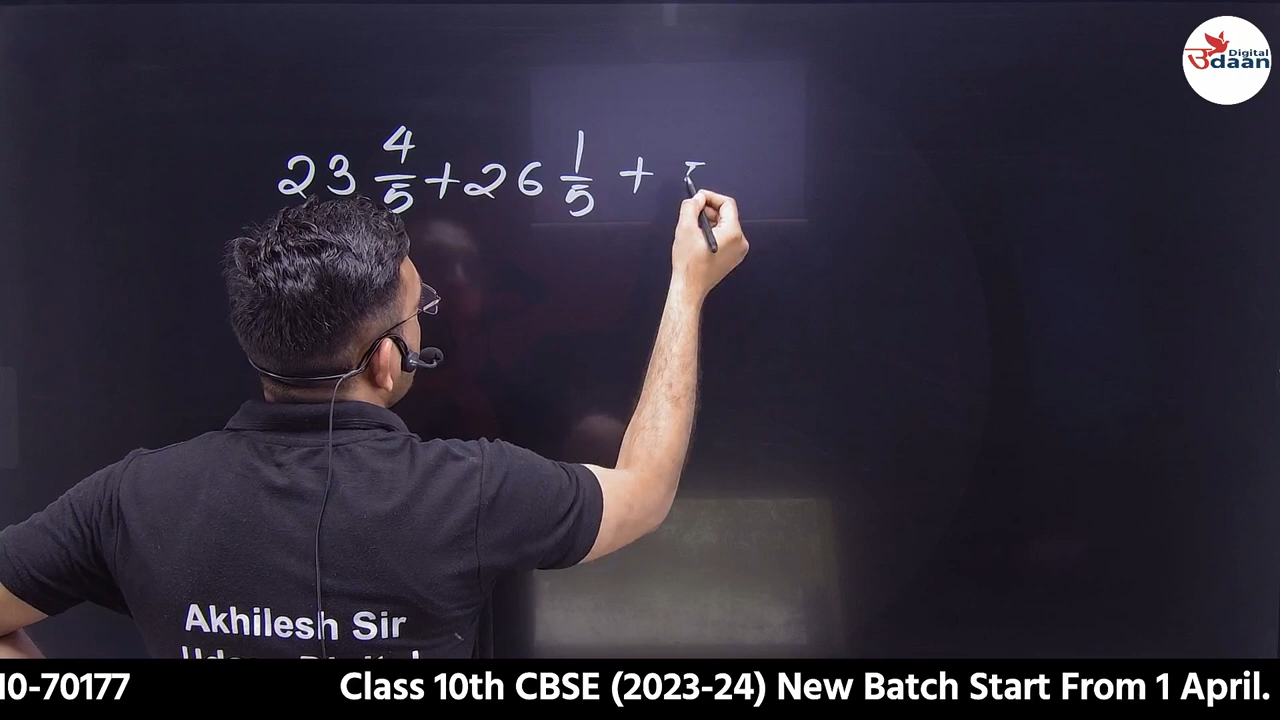 Digital
उdaan
23 4/5 + 26 1/5 +
Akhilesh Sir
10-70177 Class 10th CBSE (2023-24) New Batch Start From 1 April.